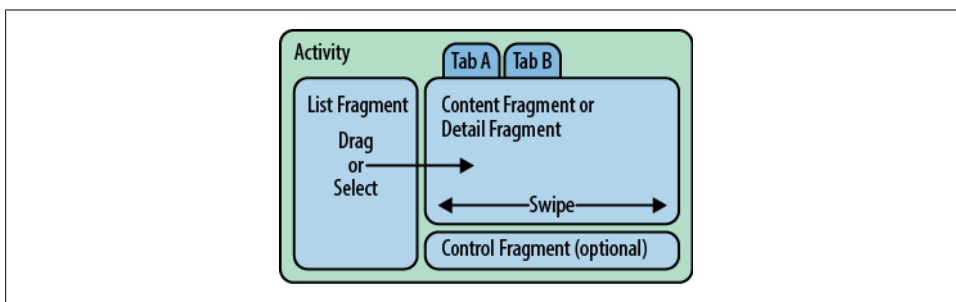 Activity
Tab A
Tab B
List Fragment
Drag
or
Select
Content Fragment or
Detail Fragment
Swipe
Control Fragment (optional)